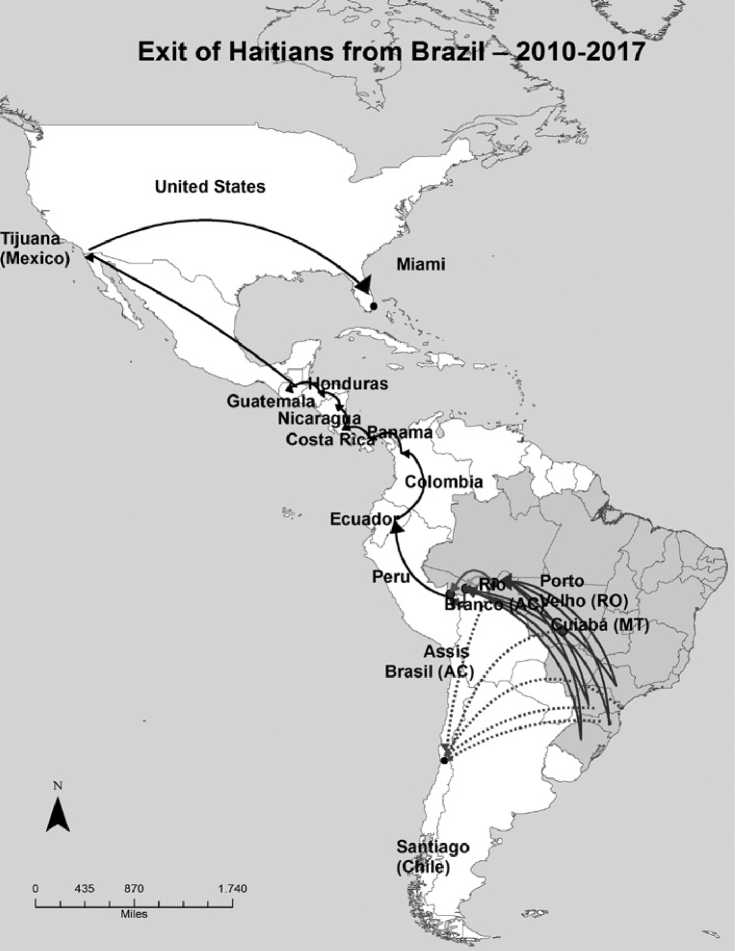 Exit of Haitians from Brazil – 2010-2017
United States
Tijuana
(Mexico)
Miami
Honduras
Guatemala
Nicaragua
Costa Rica
Panama
Colombia
Ecuador
Peru
Rio
Branco (AC)
Porto
Velho (RO)
Cuiabá (MT)
Assis
Brasil (AC)
Santiago
(Chile)
N
0 435 870 1.740
Miles